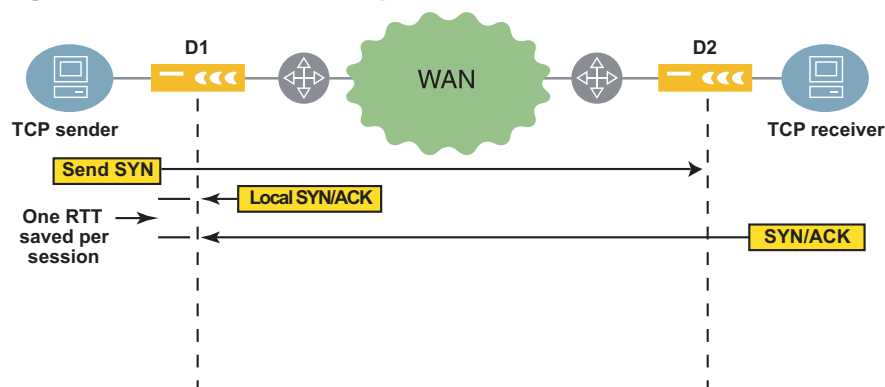 D1
D2
WAN
TCP sender
TCP receiver
Send SYN
Local SYN/ACK
One RTT
saved per
session
SYN/ACK